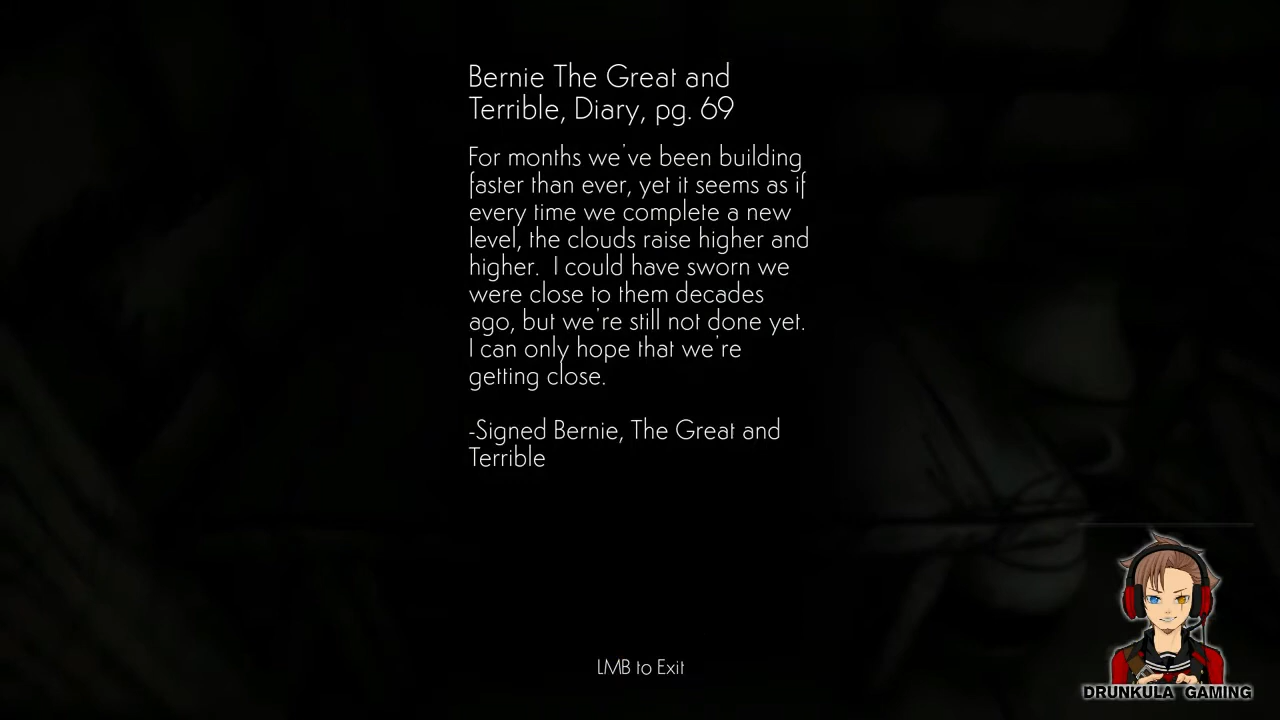 Bernie The Great and
Terrible, Diary, pg. 69
For months we've been building
faster than ever, yet it seems as if
every time we complete a new
level, the clouds raise higher and
higher.  I could have sworn we
were close to them decades
ago, but we're still not done yet.
I can only hope that we're
getting close.
-Signed Bernie, The Great and
Terrible
LMB to Exit
DRUNKULA GAMING